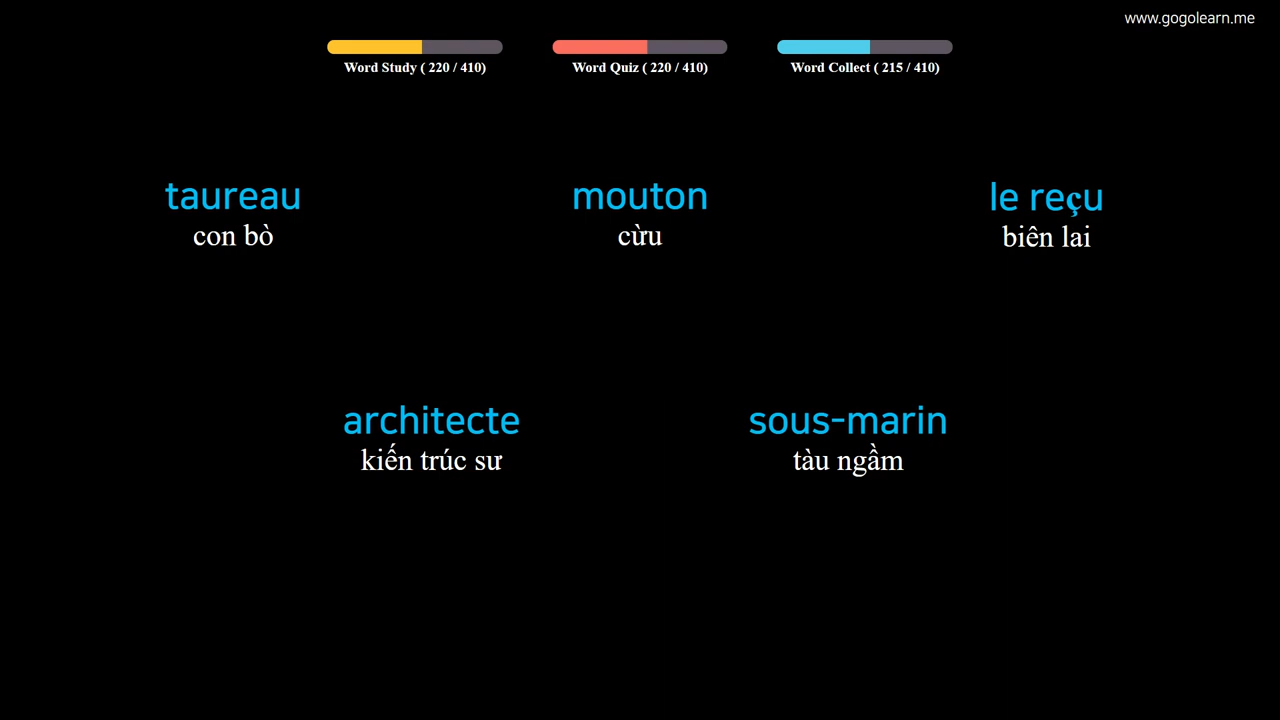 www.gogolearn.me
Word Study ( 220 / 410)
Word Quiz ( 220 / 410)
Word Collect ( 215 / 410)
taureau
con bò
mouton
cừu
le reçu
biên lai
architecte
kiến trúc sư
sous-marin
tàu ngầm